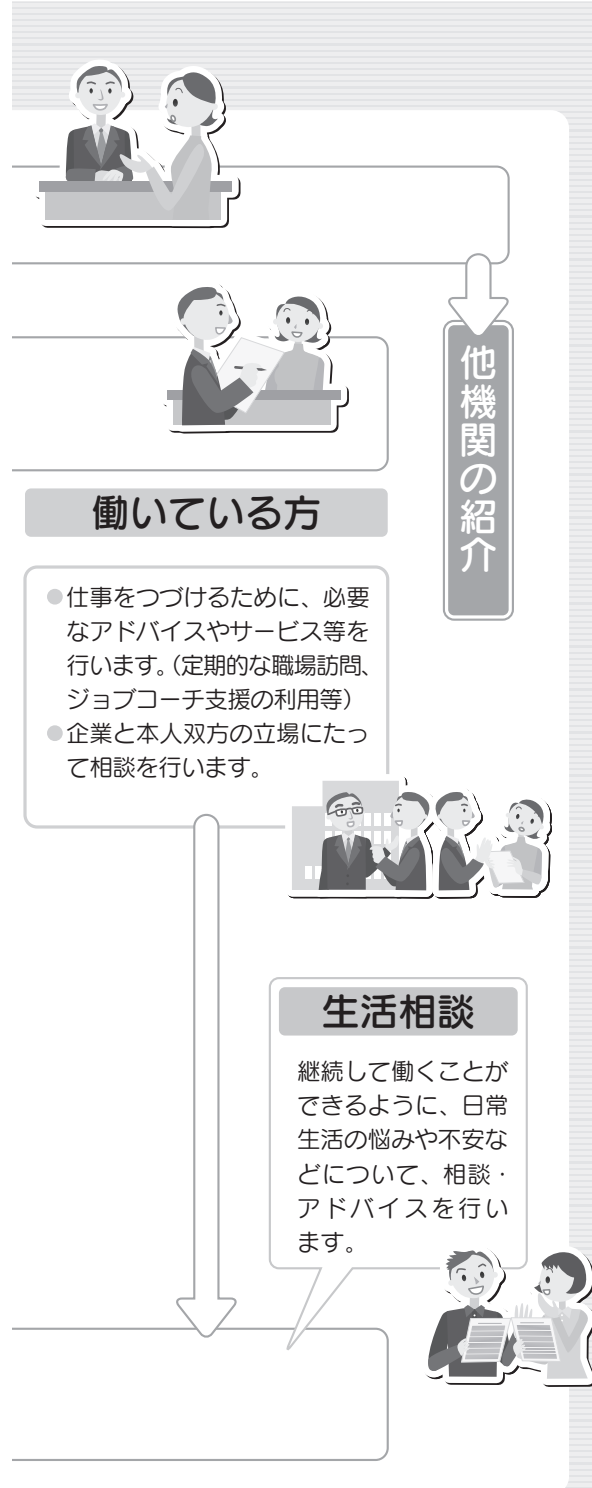 他機関の紹介
働いている方
●仕事をつづけるために、必要
なアドバイスやサービス等を
行います。(定期的な職場訪問、
ジョブコーチ支援の利用等)
●企業と本人双方の立場にたっ
て相談を行います。
生活相談
継続して働くことが
できるように、日常
生活の悩みや不安な
どについて、相談・
アドバイスを行い
ます。